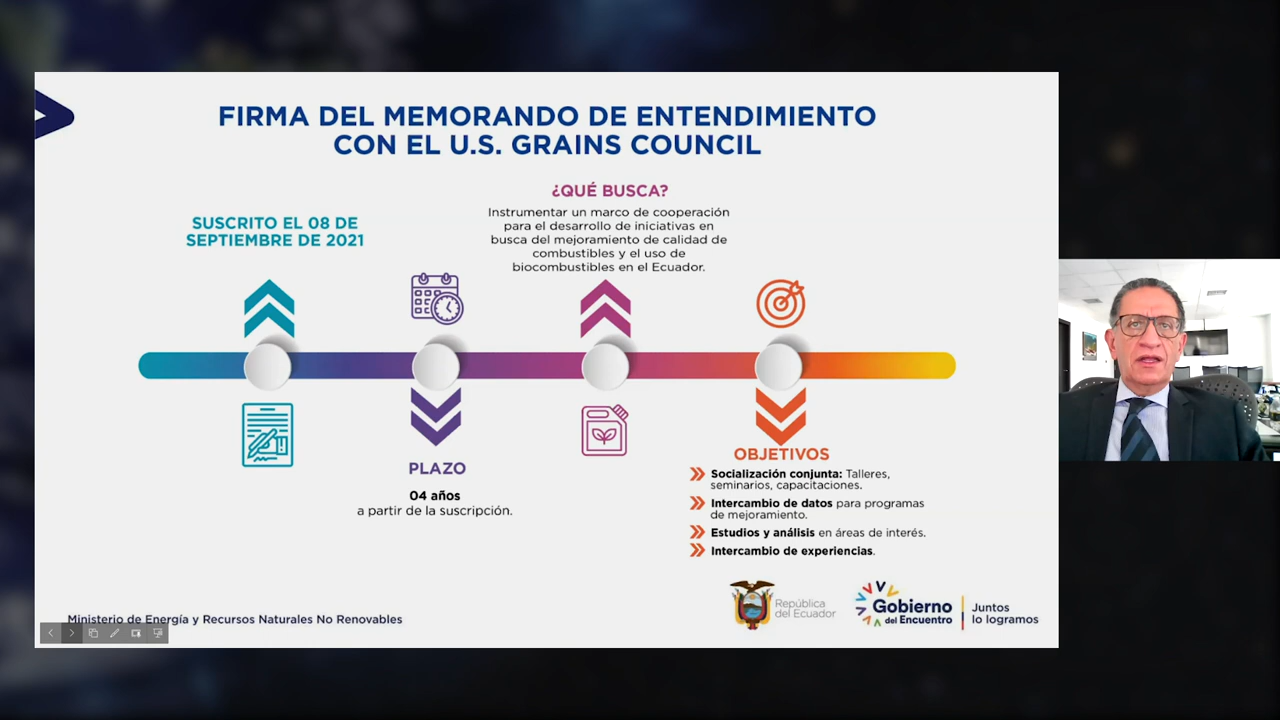 FIRMA DEL MEMORANDO DE ENTENDIMIENTO
CON EL U.S. GRAINS COUNCIL
SUSCRITO EL 08 DE
SEPTIEMBRE DE 2021
¿QUÉ BUSCA?
Instrumentar un marco de cooperación
para el desarrollo de iniciativas en
busca del mejoramiento de calidad de
combustibles y el uso de
biocombustibles en el Ecuador.
PLAZO
04 años
a partir de la suscripción.
OBJETIVOS
Socialización conjunta: Talleres,
seminarios, capacitaciones.
Intercambio de datos para programas
de mejoramiento.
Estudios y análisis en áreas de interés.
Intercambio de experiencias.
Ministerio de Energía y Recursos Naturales No Renovables
República
del Ecuador
Gobierno
del Encuentro
Juntos
lo logramos